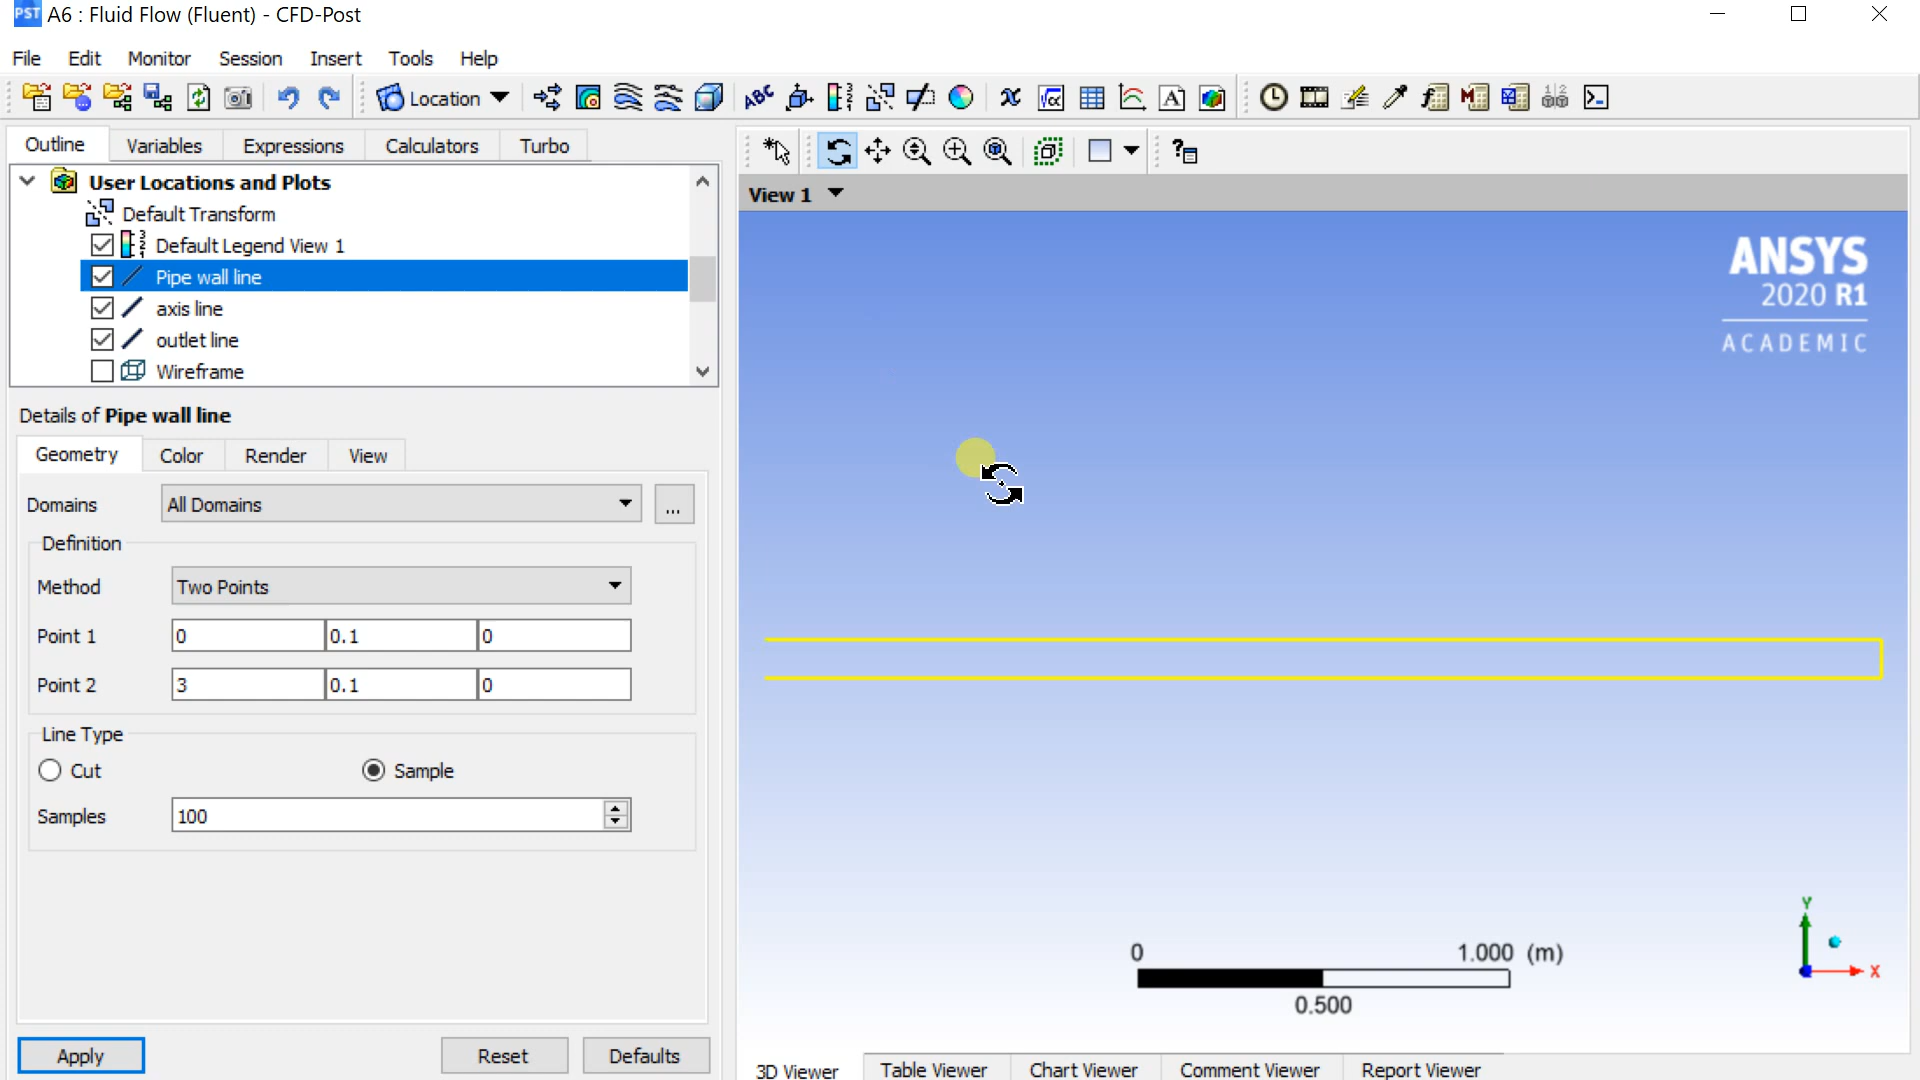 PST A6 : Fluid Flow (Fluent) - CFD-Post
File Edit Monitor Session Insert Tools Help
Location
Outline Variables Expressions Calculators Turbo
User Locations and Plots
Default Transform
Default Legend View 1
Pipe wall line
axis line
outlet line
Wireframe
Details of Pipe wall line
Geometry Color Render View
Domains All Domains ...
Definition
Method Two Points
Point 1 0 0.1 0
Point 2 3 0.1 0
Line Type
Cut Sample
Samples 100
Apply Reset Defaults
View 1
ANSYS
2020 R1
ACADEMIC
0 1.000 (m)
0.500
Y
X
3D Viewer Table Viewer Chart Viewer Comment Viewer Report Viewer